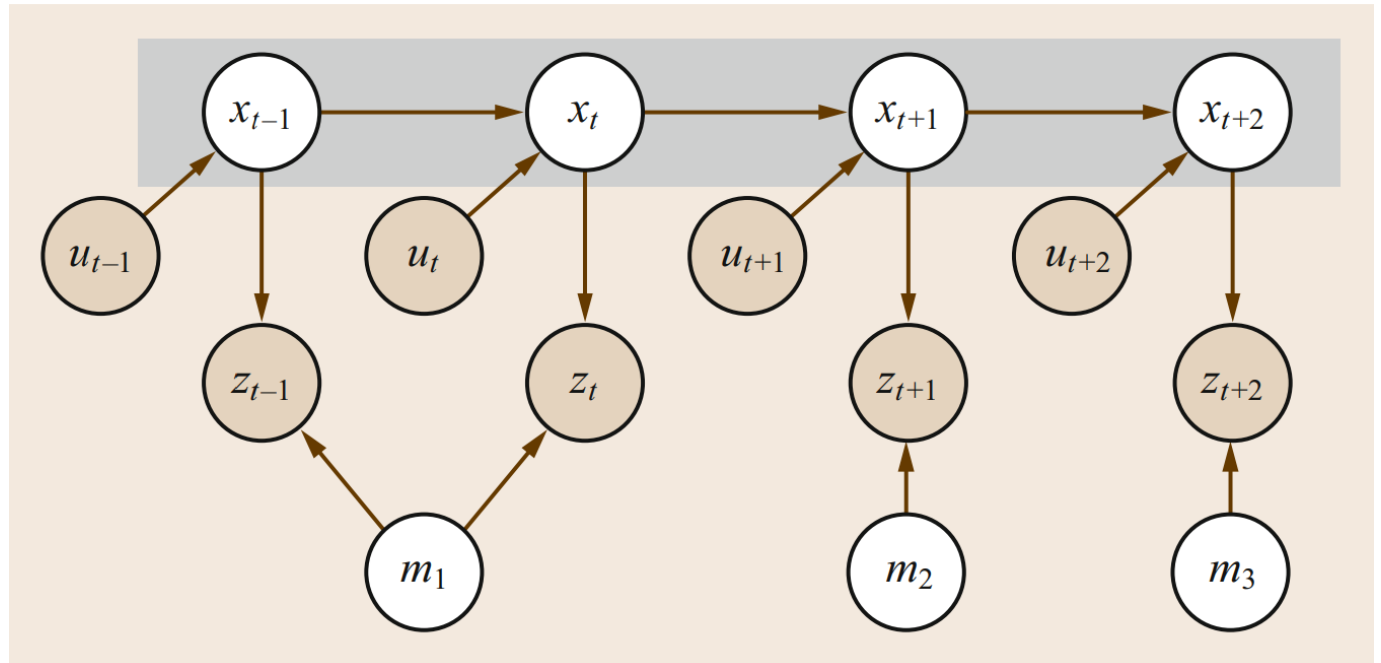 x_{t−1} x_t x_{t+1} x_{t+2}
u_{t−1} u_t u_{t+1} u_{t+2}
z_{t−1} z_t z_{t+1} z_{t+2}
m_1 m_2 m_3